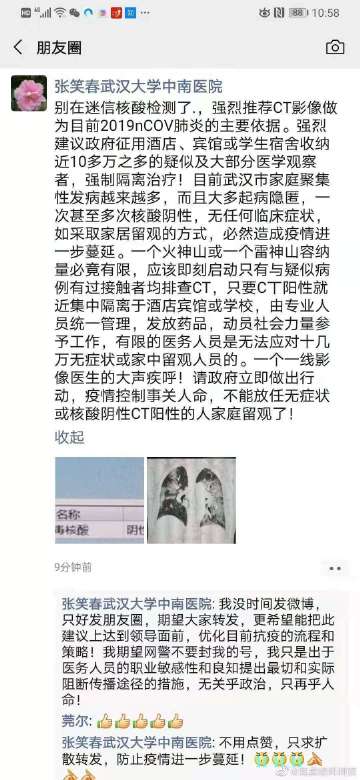 10:58
朋友圈
张笑春武汉大学中南医院
别在迷信核酸检测了.，强烈推荐CT影像做
为目前2019nCOV肺炎的主要依据。强烈
建议政府征用酒店、宾馆或学生宿舍收纳
近10多万之多的疑似及大部分医学观察
者，强制隔离治疗！目前武汉市家庭聚集
性发病越来越多，而且大多起病隐匿，一
次甚至多次核酸阴性，无任何临床症状，
如采取家居留观的方式，必然造成疫情进
一步蔓延。一个火神山或一个雷神山容纳
量必竟有限，应该即刻启动只有与疑似病
例有过接触者均排查CT，只要C丅阳性就
近集中隔离于酒店宾馆或学校，由专业人
员统一管理，发放药品，动员社会力量参
予工作，有限的医务人员是无法应对十几
万无症状或家中留观人员的。一个一线影
像医生的大声疾呼！请政府立即做出行
动，疫情控制事关人命，不能放任无症状
或核酸阴性CT阳性的人家庭留观了！
收起
名称
毒核酸 阴
9分钟前
张笑春武汉大学中南医院: 我没时间发微博，
只好发朋友圈，期望大家转发，更希望能把此
建议上达到领导面前，优化目前抗疫的流程和
策略！我期望网警不要封我的号，我只是出于
医务人员的职业敏感性和良知提出最切和实际
阻断传播途径的措施，无关乎政治，只再乎人
命！
莞尔: 👍👍👍👍👍
张笑春武汉大学中南医院: 不用点赞，只求扩
散转发，防止疫情进一步蔓延！